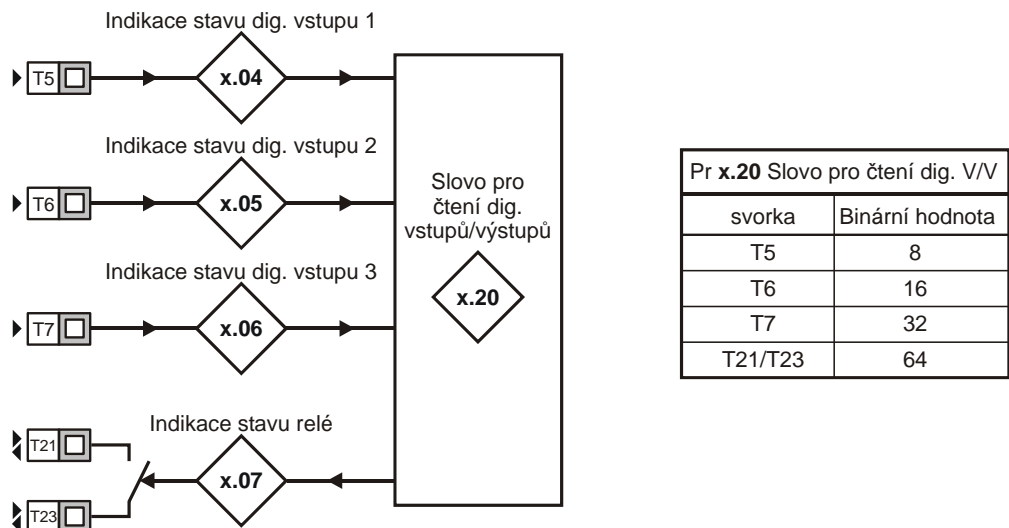 Indikace stavu dig. vstupu 1
T5
x.04
Indikace stavu dig. vstupu 2
T6
x.05
Indikace stavu dig. vstupu 3
T7
x.06
Indikace stavu relé
T21
x.07
T23
Slovo pro
čtení dig.
vstupů/výstupů
x.20
Pr x.20 Slovo pro čtení dig. V/V
svorka Binární hodnota
T5 8
T6 16
T7 32
T21/T23 64